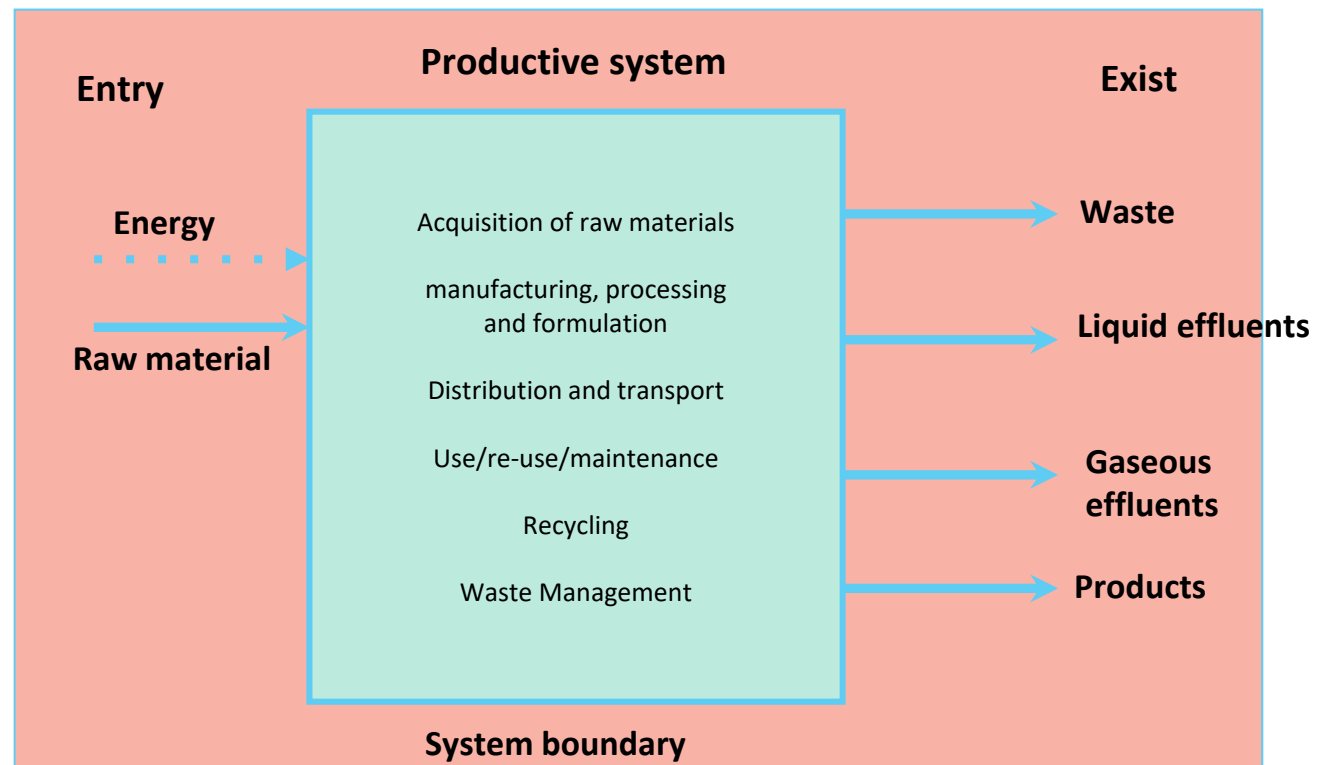 Productive system
Entry
Exist
Energy
Raw material
Acquisition of raw materials
manufacturing, processing
and formulation
Distribution and transport
Use/re-use/maintenance
Recycling
Waste Management
Waste
Liquid effluents
Gaseous
effluents
Products
System boundary